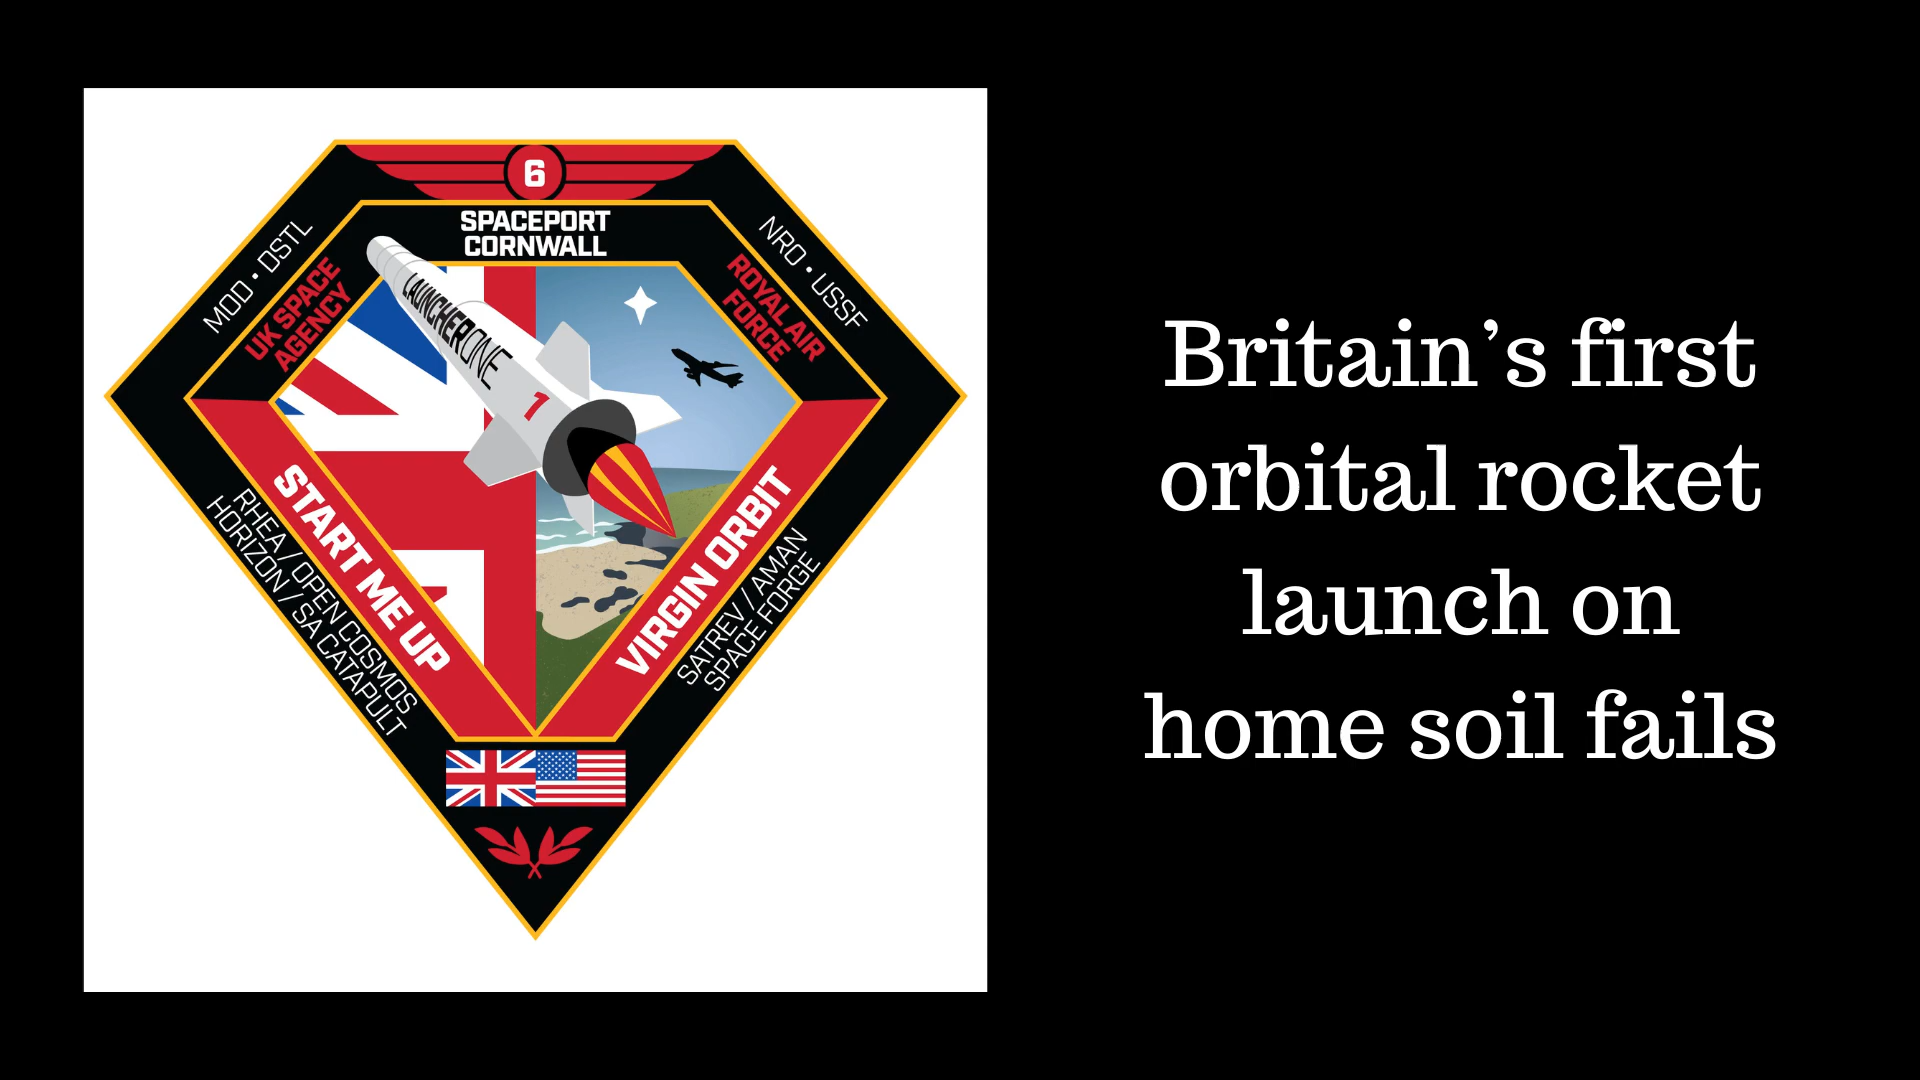 6
SPACEPORT
CORNWALL
MOD • DSTL
NRO • USSF
UK SPACE
AGENCY
ROYAL AIR
FORCE
LAUNCHERONE
1
START ME UP
VIRGIN ORBIT
RHEA / OPEN COSMOS
HORIZON / SA CATAPULT
SATREV / AMAN
SPACE FORGE
Britain’s first
orbital rocket
launch on
home soil fails